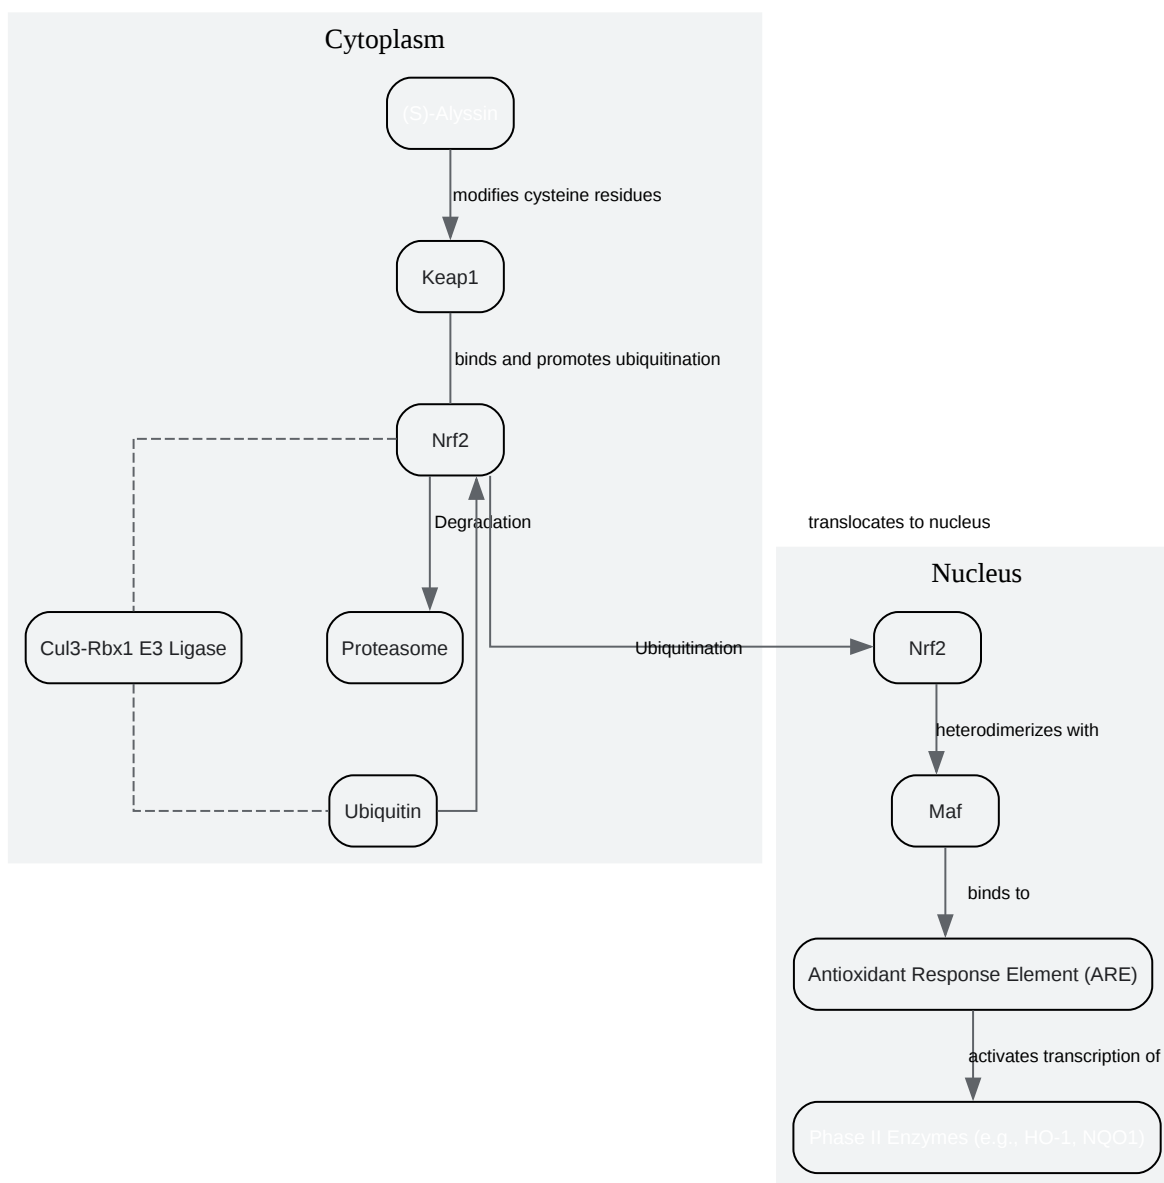 Cytoplasm
(S)-Alyssin
modifies cysteine residues
Keap1
binds and promotes ubiquitination
Nrf2
Degradation
translocates to nucleus
Nucleus
Cul3-Rbx1 E3 Ligase
Proteasome
Ubiquitination
Nrf2
heterodimerizes with
Ubiquitin
Maf
binds to
Antioxidant Response Element (ARE)
activates transcription of
Phase II Enzymes (e.g., HO-1, NQO1)